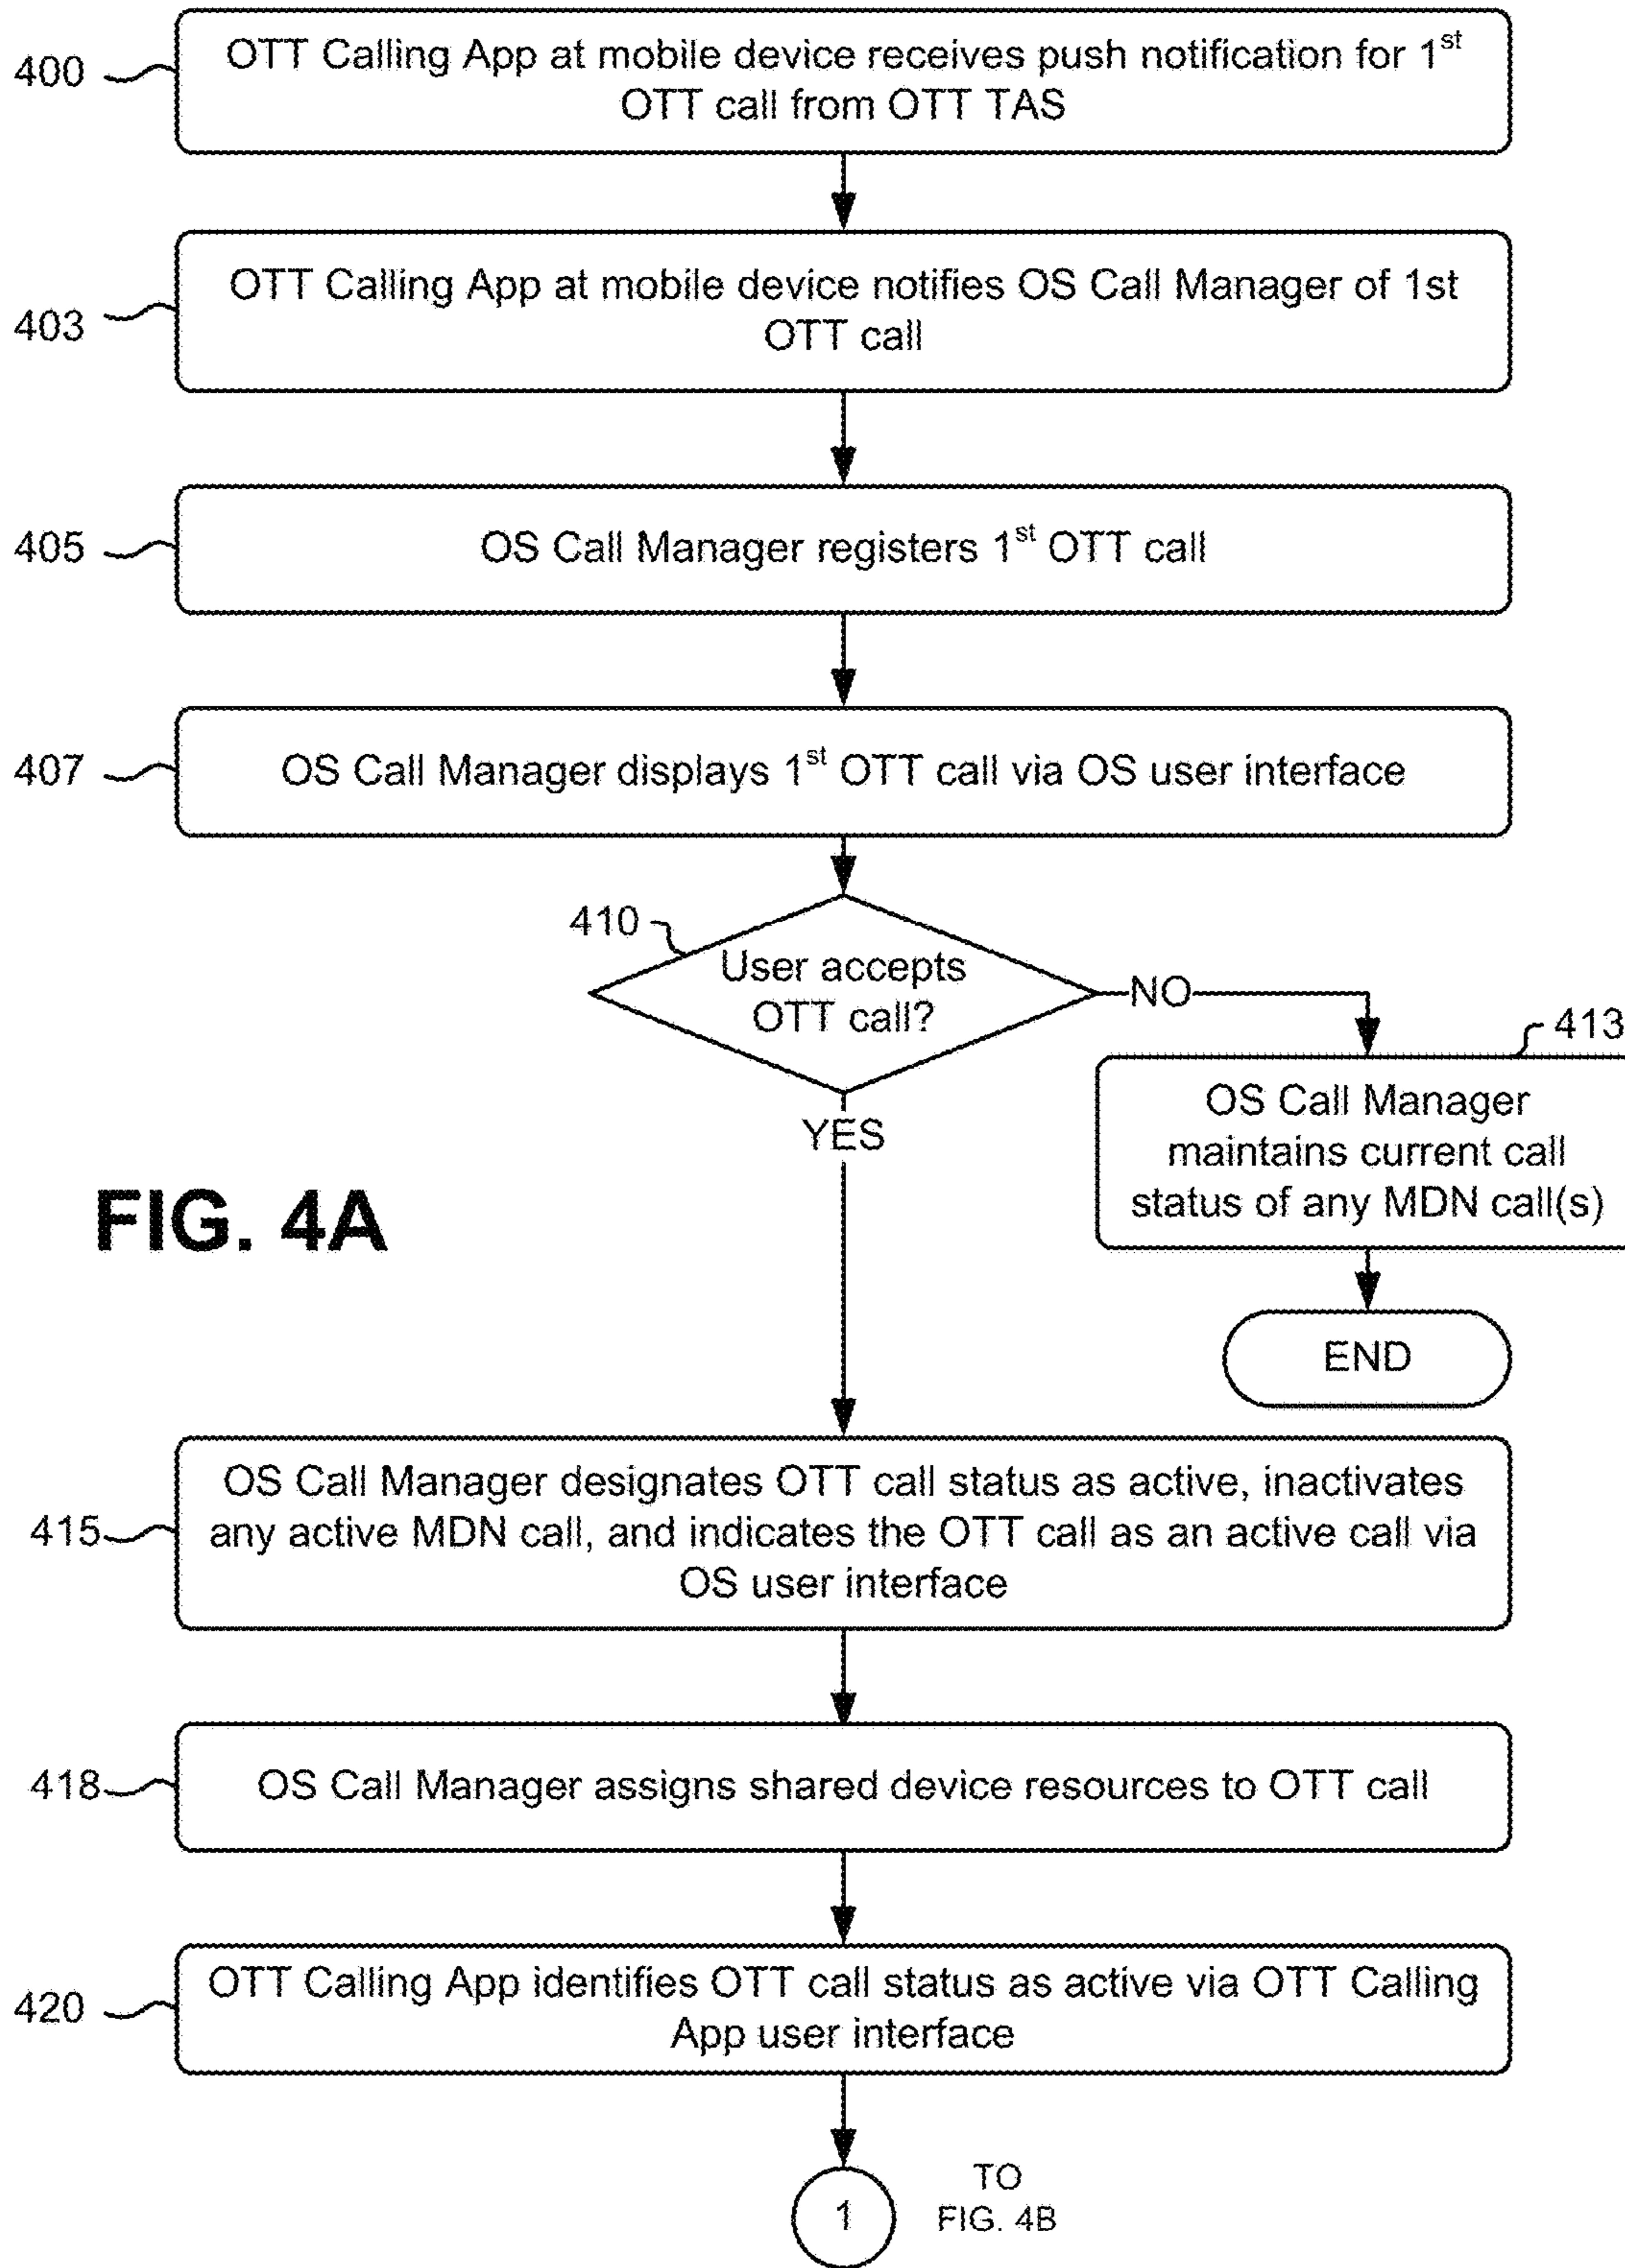 400
OTT Calling App at mobile device receives push notification for 1st
OTT call from OTT TAS
403
OTT Calling App at mobile device notifies OS Call Manager of 1st
OTT call
405
OS Call Manager registers 1st OTT call
407
OS Call Manager displays 1st OTT call via OS user interface
410
User accepts
OTT call?
NO
413
OS Call Manager
maintains current call
status of any MDN call(s)
END
YES
FIG. 4A
415
OS Call Manager designates OTT call status as active, inactivates
any active MDN call, and indicates the OTT call as an active call via
OS user interface
418
OS Call Manager assigns shared device resources to OTT call
420
OTT Calling App identifies OTT call status as active via OTT Calling
App user interface
1
TO
FIG. 4B